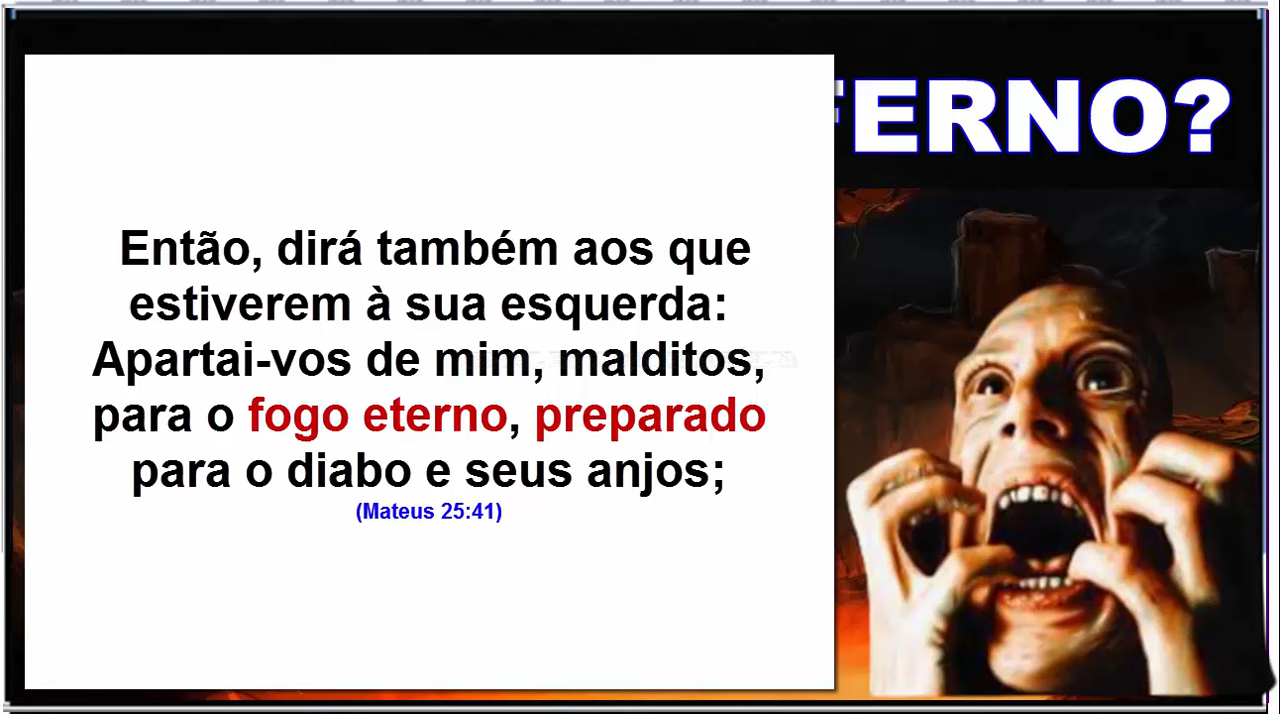 FERNO?
Então, dirá também aos que
estiverem à sua esquerda:
Apartai-vos de mim, malditos,
para o fogo eterno, preparado
para o diabo e seus anjos;
(Mateus 25:41)